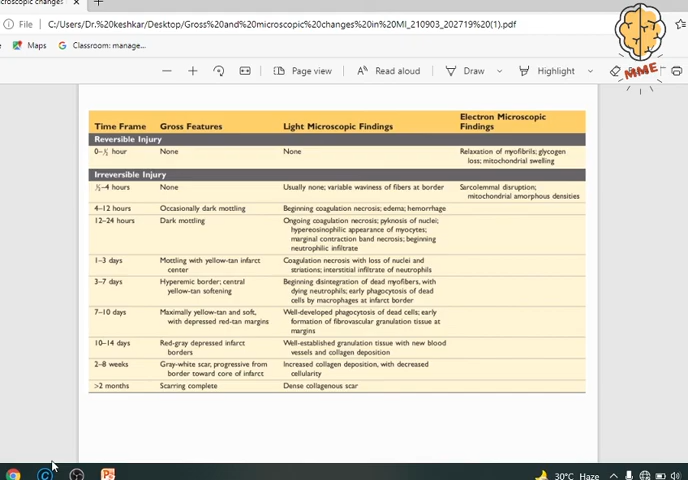 microscopic changes
File
C:/Users/Dr.%20keshkar/Desktop/Gross%20and%20microscopic%20changes%20in%20MI_210903_202719%20(1).pdf
Maps Classroom: manage...
Page view Read aloud Draw Highlight
MME
Time Frame Gross Features Light Microscopic Findings Electron Microscopic Findings
Reversible Injury
0–½ hour None None Relaxation of myofibrils; glycogen
loss; mitochondrial swelling
Irreversible Injury
½–4 hours None Usually none; variable waviness of fibers at border Sarcolemmal disruption;
mitochondrial amorphous densities
4–12 hours Occasionally dark mottling Beginning coagulation necrosis; edema; hemorrhage
12–24 hours Dark mottling Ongoing coagulation necrosis; pyknosis of nuclei;
hypereosinophilic appearance of myocytes;
marginal contraction band necrosis; beginning
neutrophilic infiltrate
1–3 days Mottling with yellow-tan infarct Coagulation necrosis with loss of nuclei and
center striations; interstitial infiltrate of neutrophils
3–7 days Hyperemic border; central Beginning disintegration of dead myofibers, with
yellow-tan softening dying neutrophils; early phagocytosis of dead
cells by macrophages at infarct border
7–10 days Maximally yellow-tan and soft, Well-developed phagocytosis of dead cells; early
with depressed red-tan margins formation of fibrovascular granulation tissue at
margins
10–14 days Red-gray depressed infarct Well-established granulation tissue with new blood
borders vessels and collagen deposition
2–8 weeks Gray-white scar, progressive from Increased collagen deposition, with decreased
border toward core of infarct cellularity
>2 months Scarring complete Dense collagenous scar
30°C Haze